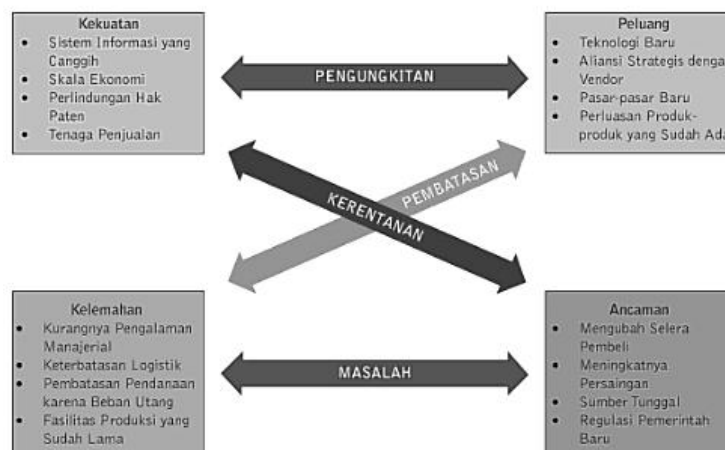 Kekuatan
• Sistem Informasi yang
Canggih
• Skala Ekonomi
• Perlindungan Hak
Paten
• Tenaga Penjualan
PENGUNGKITAN
Peluang
• Teknologi Baru
• Aliansi Strategis dengan
Vendor
• Pasar-pasar Baru
• Perluasan Produk-
produk yang Sudah Ada
KERENTANAN
PEMBATASAN
Kelemahan
• Kurangnya Pengalaman
Manajerial
• Keterbatasan Logistik
• Pembatasan Pendanaan
karena Beban Utang
• Fasilitas Produksi yang
Sudah Lama
MASALAH
Ancaman
• Mengubah Selera
Pembeli
• Meningkatnya
Persaingan
• Sumber Tunggal
• Regulasi Pemerintah
Baru